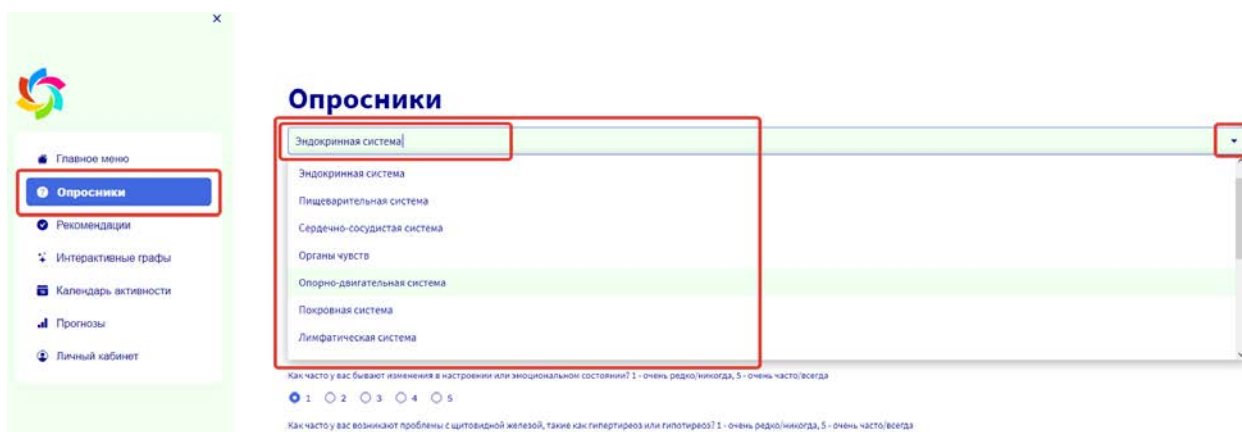 ×
Главное меню
Опросники
Рекомендации
Интерактивные графы
Календарь активности
Прогнозы
Личный кабинет
Опросники
Эндокринная система
Эндокринная система
Пищеварительная система
Сердечно-сосудистая система
Органы чувств
Опорно-двигательная система
Покровная система
Лимфатическая система
Как часто у вас бывают изменения в настроении или эмоциональном состоянии? 1 - очень редко/никогда, 5 - очень часто/всегда
1 2 3 4 5
Как часто у вас возникают проблемы с щитовидной железой, такие как гипертиреоз или гипотиреоз? 1 - очень редко/никогда, 5 - очень часто/всегда